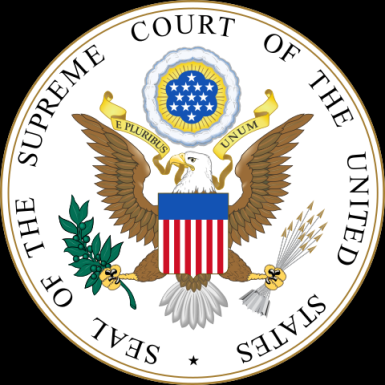 SEAL OF THE SUPREME COURT OF THE UNITED STATES
E PLURIBUS UNUM